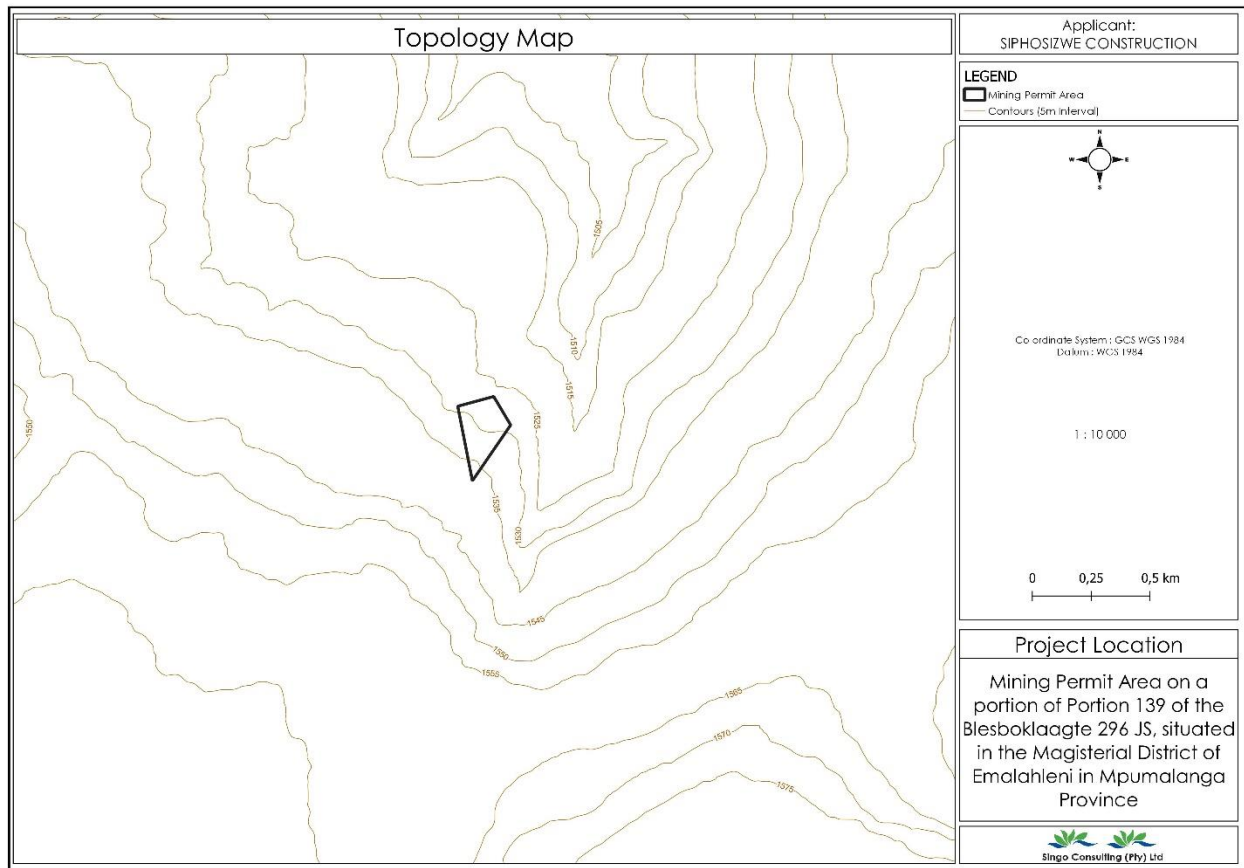 Topology Map
Applicant:
SIPHOSIZWE CONSTRUCTION
LEGEND
Mining Permit Area
Contours (5m Interval)
N
W
E
S
Co ordinate System : GCS WGS 1984
Datum : WGS 1984
1 : 10 000
0 0,25 0,5 km
Project Location
Mining Permit Area on a
portion of Portion 139 of the
Blesboklaagte 296 JS, situated
in the Magisterial District of
Emalahleni in Mpumalanga
Province
Singo Consulting (Pty) Ltd
1505
1510
1515
1525
1550
1535
1530
1545
1550
1555
1565
1570
1575